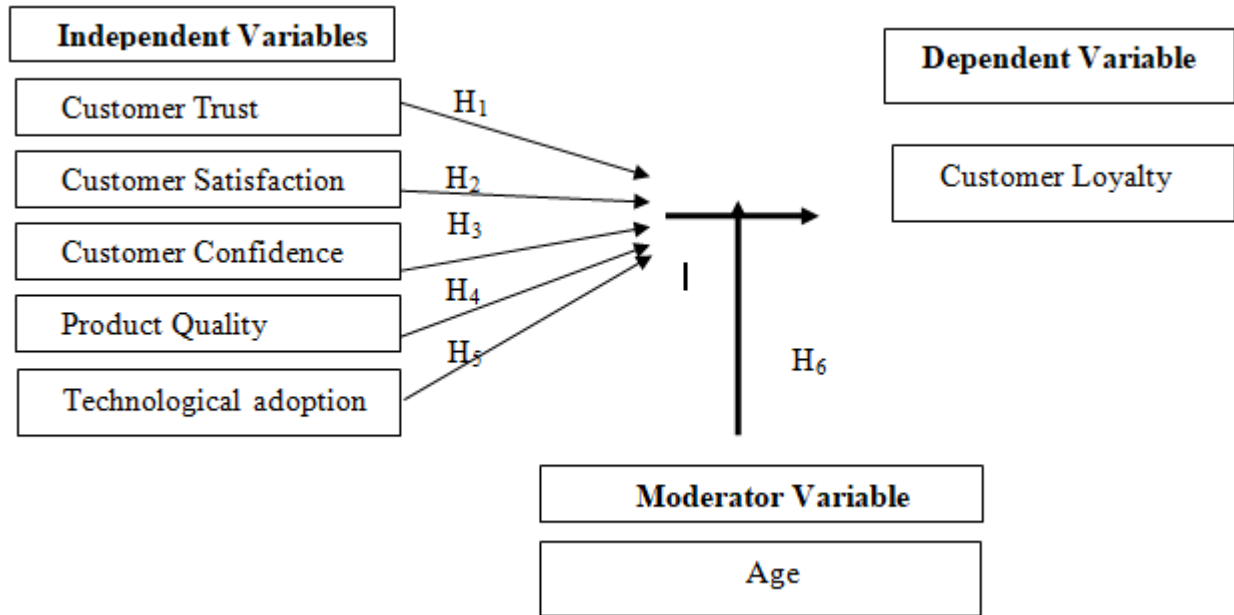 Independent Variables
Dependent Variable
Customer Trust
H₁
Customer Satisfaction
H₂
Customer Loyalty
Customer Confidence
H₃
Product Quality
H₄
Technological adoption
H₅
H₆
Moderator Variable
Age